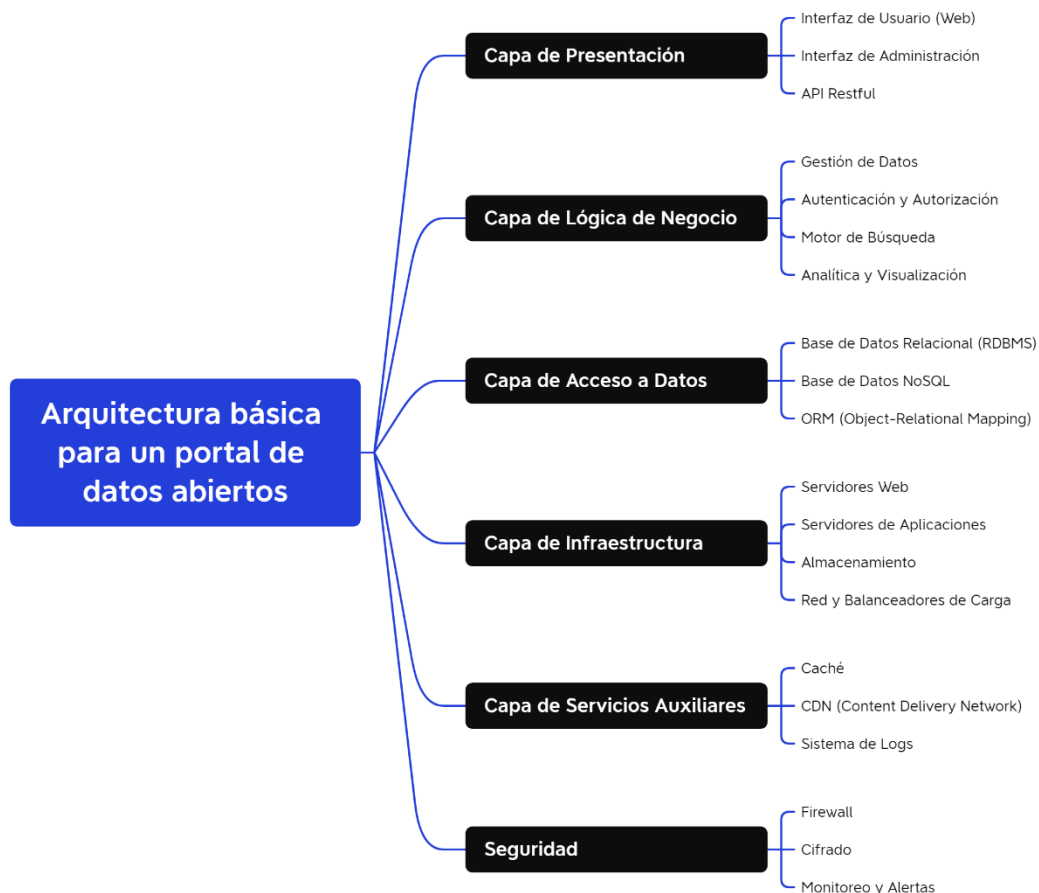 Arquitectura básica
para un portal de
datos abiertos
Capa de Presentación
Interfaz de Usuario (Web)
Interfaz de Administración
API Restful
Capa de Lógica de Negocio
Gestión de Datos
Autenticación y Autorización
Motor de Búsqueda
Analítica y Visualización
Capa de Acceso a Datos
Base de Datos Relacional (RDBMS)
Base de Datos NoSQL
ORM (Object-Relational Mapping)
Capa de Infraestructura
Servidores Web
Servidores de Aplicaciones
Almacenamiento
Red y Balanceadores de Carga
Capa de Servicios Auxiliares
Caché
CDN (Content Delivery Network)
Sistema de Logs
Seguridad
Firewall
Cifrado
Monitoreo y Alertas